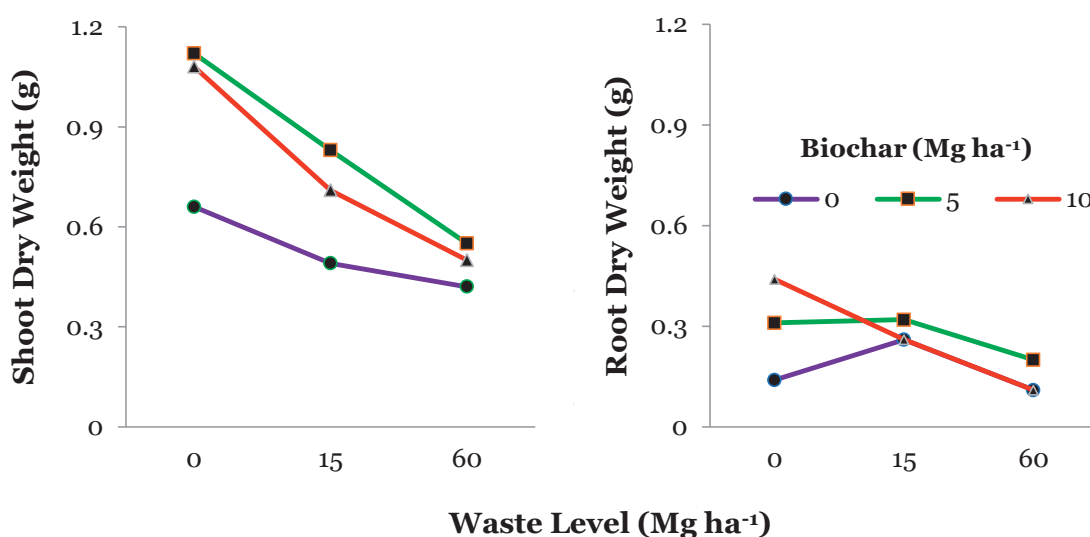 Shoot Dry Weight (g)
1.2
0.9
0.6
0.3
0
0 15 60
Root Dry Weight (g)
1.2
0.9
0.6
0.3
0
Biochar (Mg ha⁻¹)
0 5 10
0 15 60
Waste Level (Mg ha⁻¹)